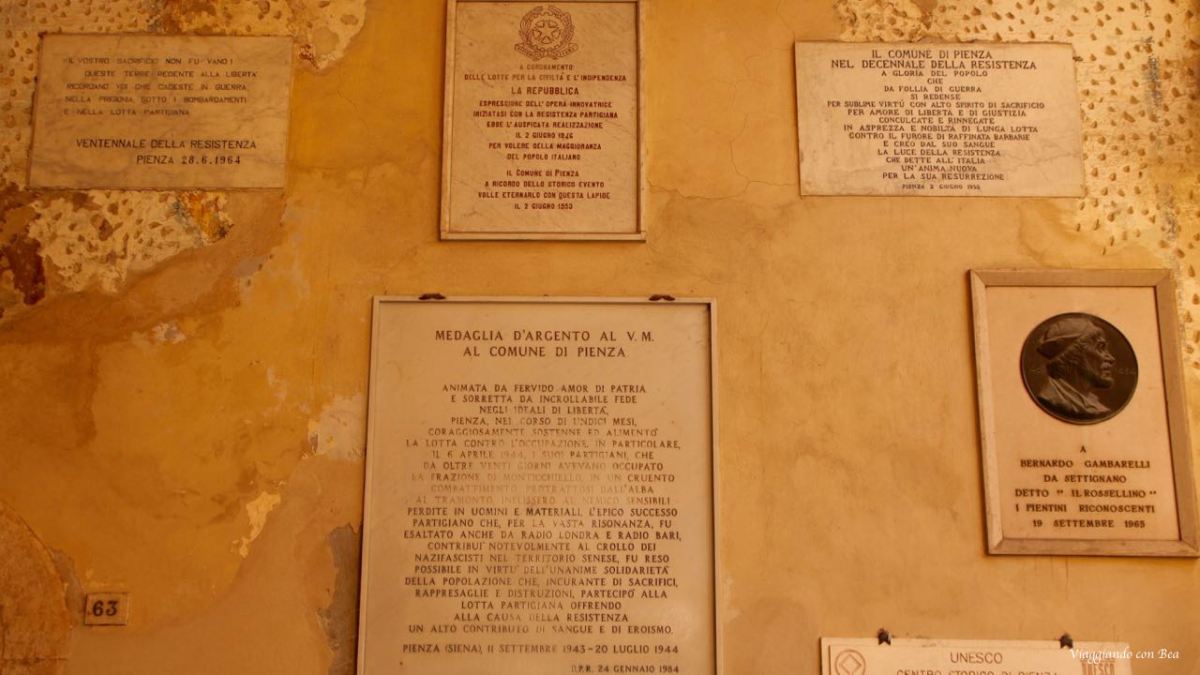 IL VOSTRO SACRIFICIO NON FU VANO!
QUESTE TERRE REDENTE ALLA LIBERTA'
RICORDANO VOI CHE CADESTE IN GUERRA,
NELLA PRIGIONIA SOTTO I BOMBARDAMENTI
E NELLA LOTTA PARTIGIANA
VENTENNALE DELLA RESISTENZA
PIENZA 28.6.1964
A CORONAMENTO
DELLE LOTTE PER LA CIVILTÀ E L'INDIPENDENZA
LA REPUBBLICA
ESPRESSIONE DELL'OPERA INNOVATRICE
INIZIATASI CON LA RESISTENZA PARTIGIANA
EBBE L'AUSPICATA REALIZZAZIONE
IL 2 GIUGNO 1946
PER VOLERE DELLA MAGGIORANZA
DEL POPOLO ITALIANO
IL COMUNE DI PIENZA
A RICORDO DELLO STORICO EVENTO
VOLLE ETERNARLO CON QUESTA LAPIDE
IL 2 GIUGNO
IL COMUNE DI PIENZA
NEL DECENNALE DELLA RESISTENZA
A GLORIA DEL POPOLO
CHE
DA FOLLIA DI GUERRA
SI REDENSE
PER SUBLIME VIRTÚ CON ALTO SPIRITO DI SACRIFICIO
PER AMORE DI LIBERTÀ E DI GIUSTIZIA
CONCULCATE E RINNEGATE
IN ASPREZZA E NOBILTÀ DI LUNGA LOTTA
CONTRO IL FURORE DI RAFFINATA BARBARIE
E CREÒ DAL SUO SANGUE
LA LUCE DELLA RESISTENZA
CHE DETTE ALL'ITALIA
UN'ANIMA NUOVA
PER LA SUA RESURREZIONE
PIENZA 2 GIUGNO
MEDAGLIA D'ARGENTO AL V. M.
AL COMUNE DI PIENZA
ANIMATA DA FERVIDO AMOR DI PATRIA
E SORRETTA DA INCROLLABILE FEDE
NEGLI IDEALI DI LIBERTA',
PIENZA, NEL CORSO DI UNDICI MESI,
CORAGGIOSAMENTE SOSTENNE ED ALIMENTO'
LA LOTTA CONTRO L'OCCUPAZIONE. IN PARTICOLARE,
IL 6 APRILE 1944, I SUOI PARTIGIANI, CHE
DA OLTRE VENTI GIORNI AVEVANO OCCUPATO
LA FRAZIONE DI MONTICCHIELLO, IN UN CRUENTO
COMBATTIMENTO PROTRATTOSI DALL'ALBA
AL TRAMONTO, INFLISSERO AL NEMICO SENSIBILI
PERDITE IN UOMINI E MATERIALI. L'EPICO SUCCESSO
PARTIGIANO CHE, PER LA VASTA RISONANZA, FU
ESALTATO ANCHE DA RADIO LONDRA E RADIO BARI,
CONTRIBUI' NOTEVOLMENTE AL CROLLO DEI
NAZIFASCISTI NEL TERRITORIO SENESE, FU RESO
POSSIBILE IN VIRTU' DELL'UNANIME SOLIDARIETA'
DELLA POPOLAZIONE CHE, INCURANTE DI SACRIFICI,
RAPPRESAGLIE E DISTRUZIONI, PARTECIPO' ALLA
LOTTA PARTIGIANA OFFRENDO
ALLA CAUSA DELLA RESISTENZA
UN ALTO CONTRIBUTO DI SANGUE E DI EROISMO.
PIENZA (SIENA), 11 SETTEMBRE 1943-20 LUGLIO 1944
D.P.R. 24 GENNAIO 1984
A
BERNARDO GAMBARELLI
DA SETTIGNANO
DETTO "IL ROSSELLINO"
I PIENTINI RICONOSCENTI
19 SETTEMBRE 1965
63
UNESCO
CENTRO STORICO DI PIENZA
UNESCO
Viaggiando con Bea